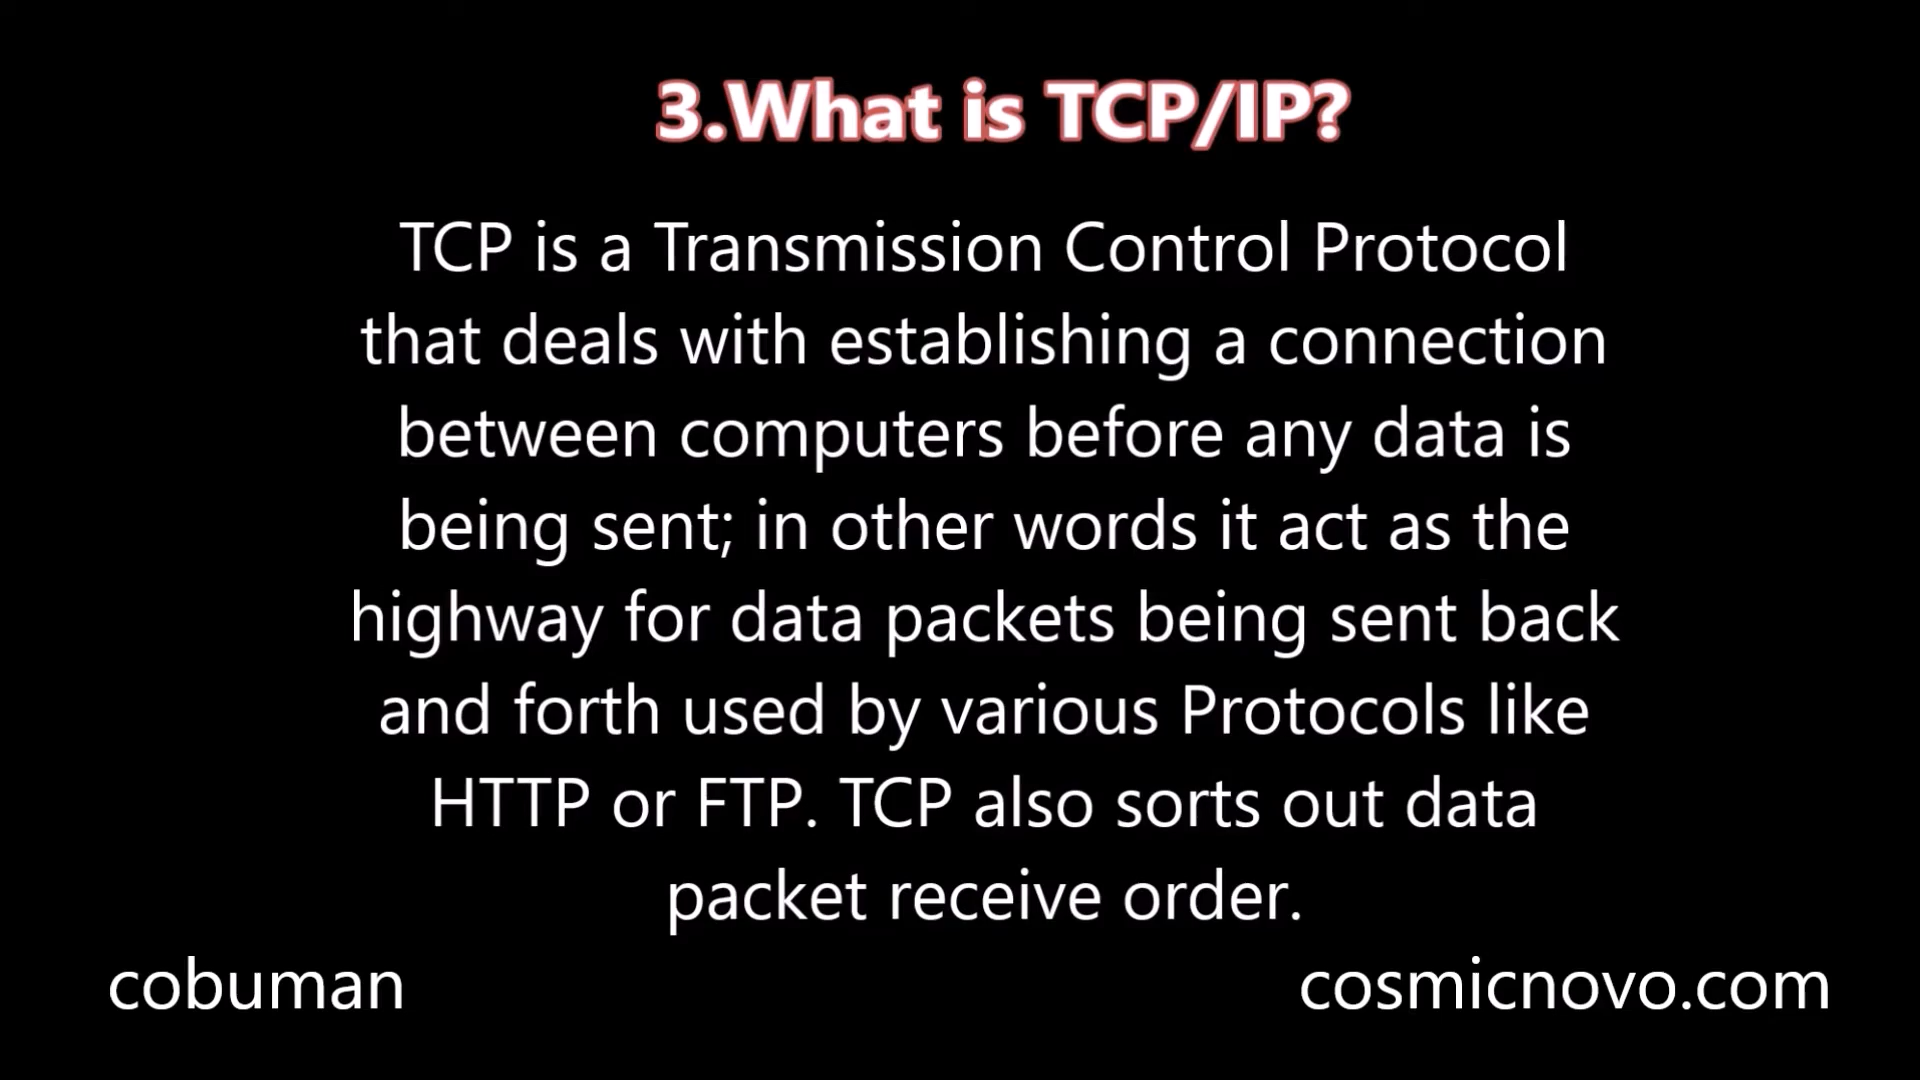 3.What is TCP/IP?
TCP is a Transmission Control Protocol
that deals with establishing a connection
between computers before any data is
being sent; in other words it act as the
highway for data packets being sent back
and forth used by various Protocols like
HTTP or FTP. TCP also sorts out data
packet receive order.
cobuman
cosmicnovo.com